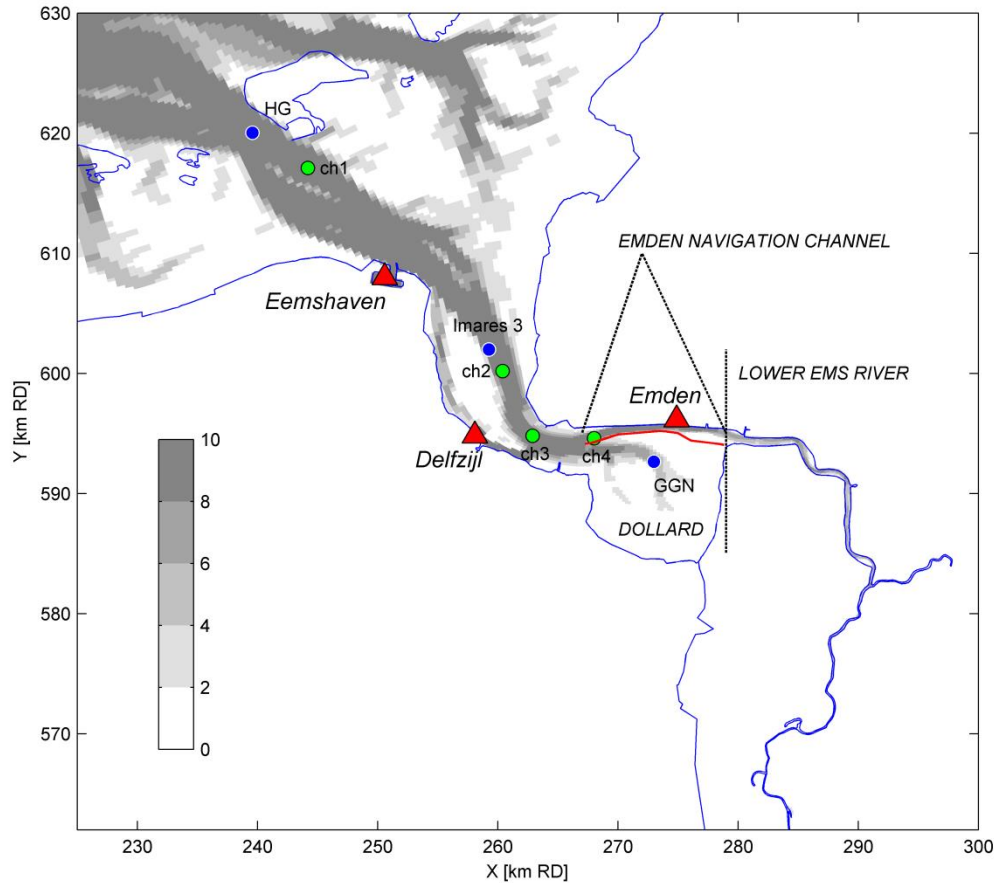 630
620
610
600
590
580
570
Y [km RD]
230
240
250
260
270
280
290
300
X [km RD]
HG
ch1
EMDEN NAVIGATION CHANNEL
Eemshaven
Imares 3
ch2
LOWER EMS RIVER
Emden
Delfzijl
ch3
ch4
GGN
DOLLARD
10
8
6
4
2
0